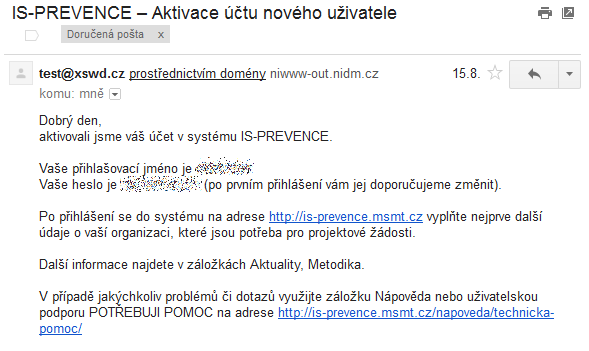 IS-PREVENCE – Aktivace účtu nového uživatele
Doručená pošta x
test@xswd.cz prostřednictvím domény niwww-out.nidm.cz 15.8.
komu: mně
Dobrý den,
aktivovali jsme váš účet v systému IS-PREVENCE.
Vaše přihlašovací jméno je
Vaše heslo je (po prvním přihlášení vám jej doporučujeme změnit).
Po přihlášení se do systému na adrese http://is-prevence.msmt.cz vyplňte nejprve další
údaje o vaší organizaci, které jsou potřeba pro projektové žádosti.
Další informace najdete v záložkách Aktuality, Metodika.
V případě jakýchkoliv problémů či dotazů využijte záložku Nápověda nebo uživatelskou
podporu POTŘEBUJI POMOC na adrese http://is-prevence.msmt.cz/napoveda/technicka-
pomoc/